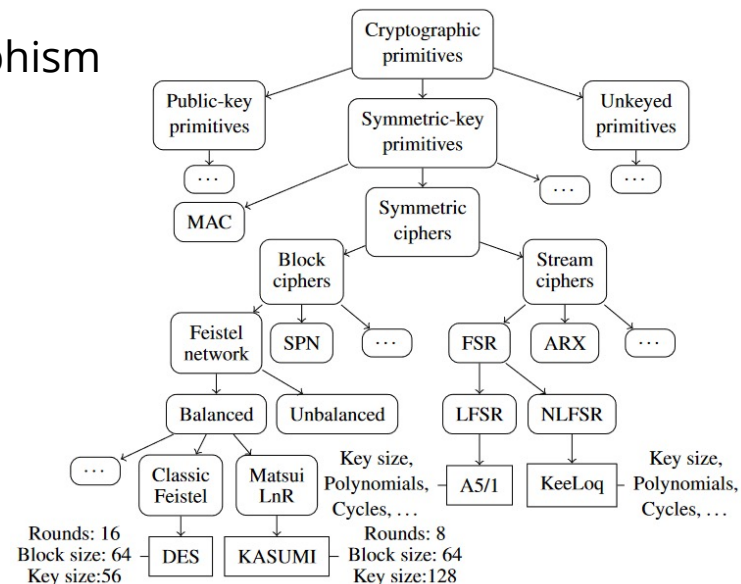 phism
Cryptographic
primitives
Public-key
primitives
Symmetric-key
primitives
Unkeyed
primitives
...
MAC
Symmetric
ciphers
...
...
Block
ciphers
Stream
ciphers
Feistel
network
SPN
...
FSR
ARX
...
Balanced
Unbalanced
LFSR
NLFSR
...
Classic
Feistel
Matsui
LnR
Key size,
Polynomials,
Cycles, ...
A5/1
KeeLoq
Key size,
Polynomials,
Cycles, ...
Rounds: 16
Block size: 64
Key size:56
DES
KASUMI
Rounds: 8
Block size: 64
Key size:128